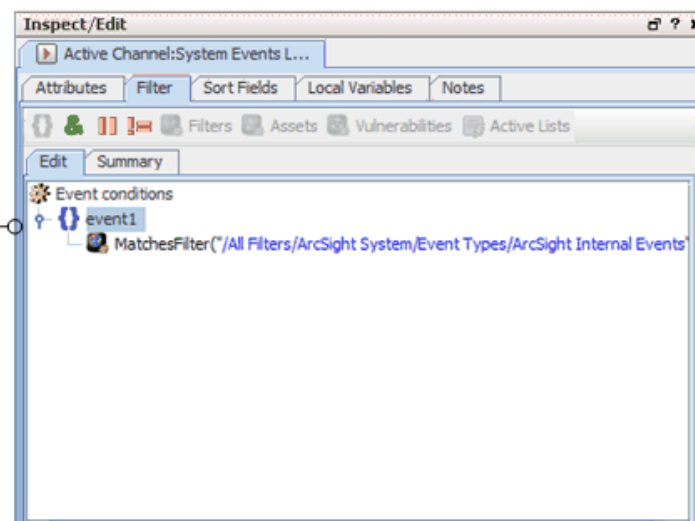 Inspect/Edit ?
Active Channel:System Events L...
Attributes Filter Sort Fields Local Variables Notes
Filters Assets Vulnerabilities Active Lists
Edit Summary
Event conditions
event1
MatchesFilter("/All Filters/ArcSight System/Event Types/ArcSight Internal Events"